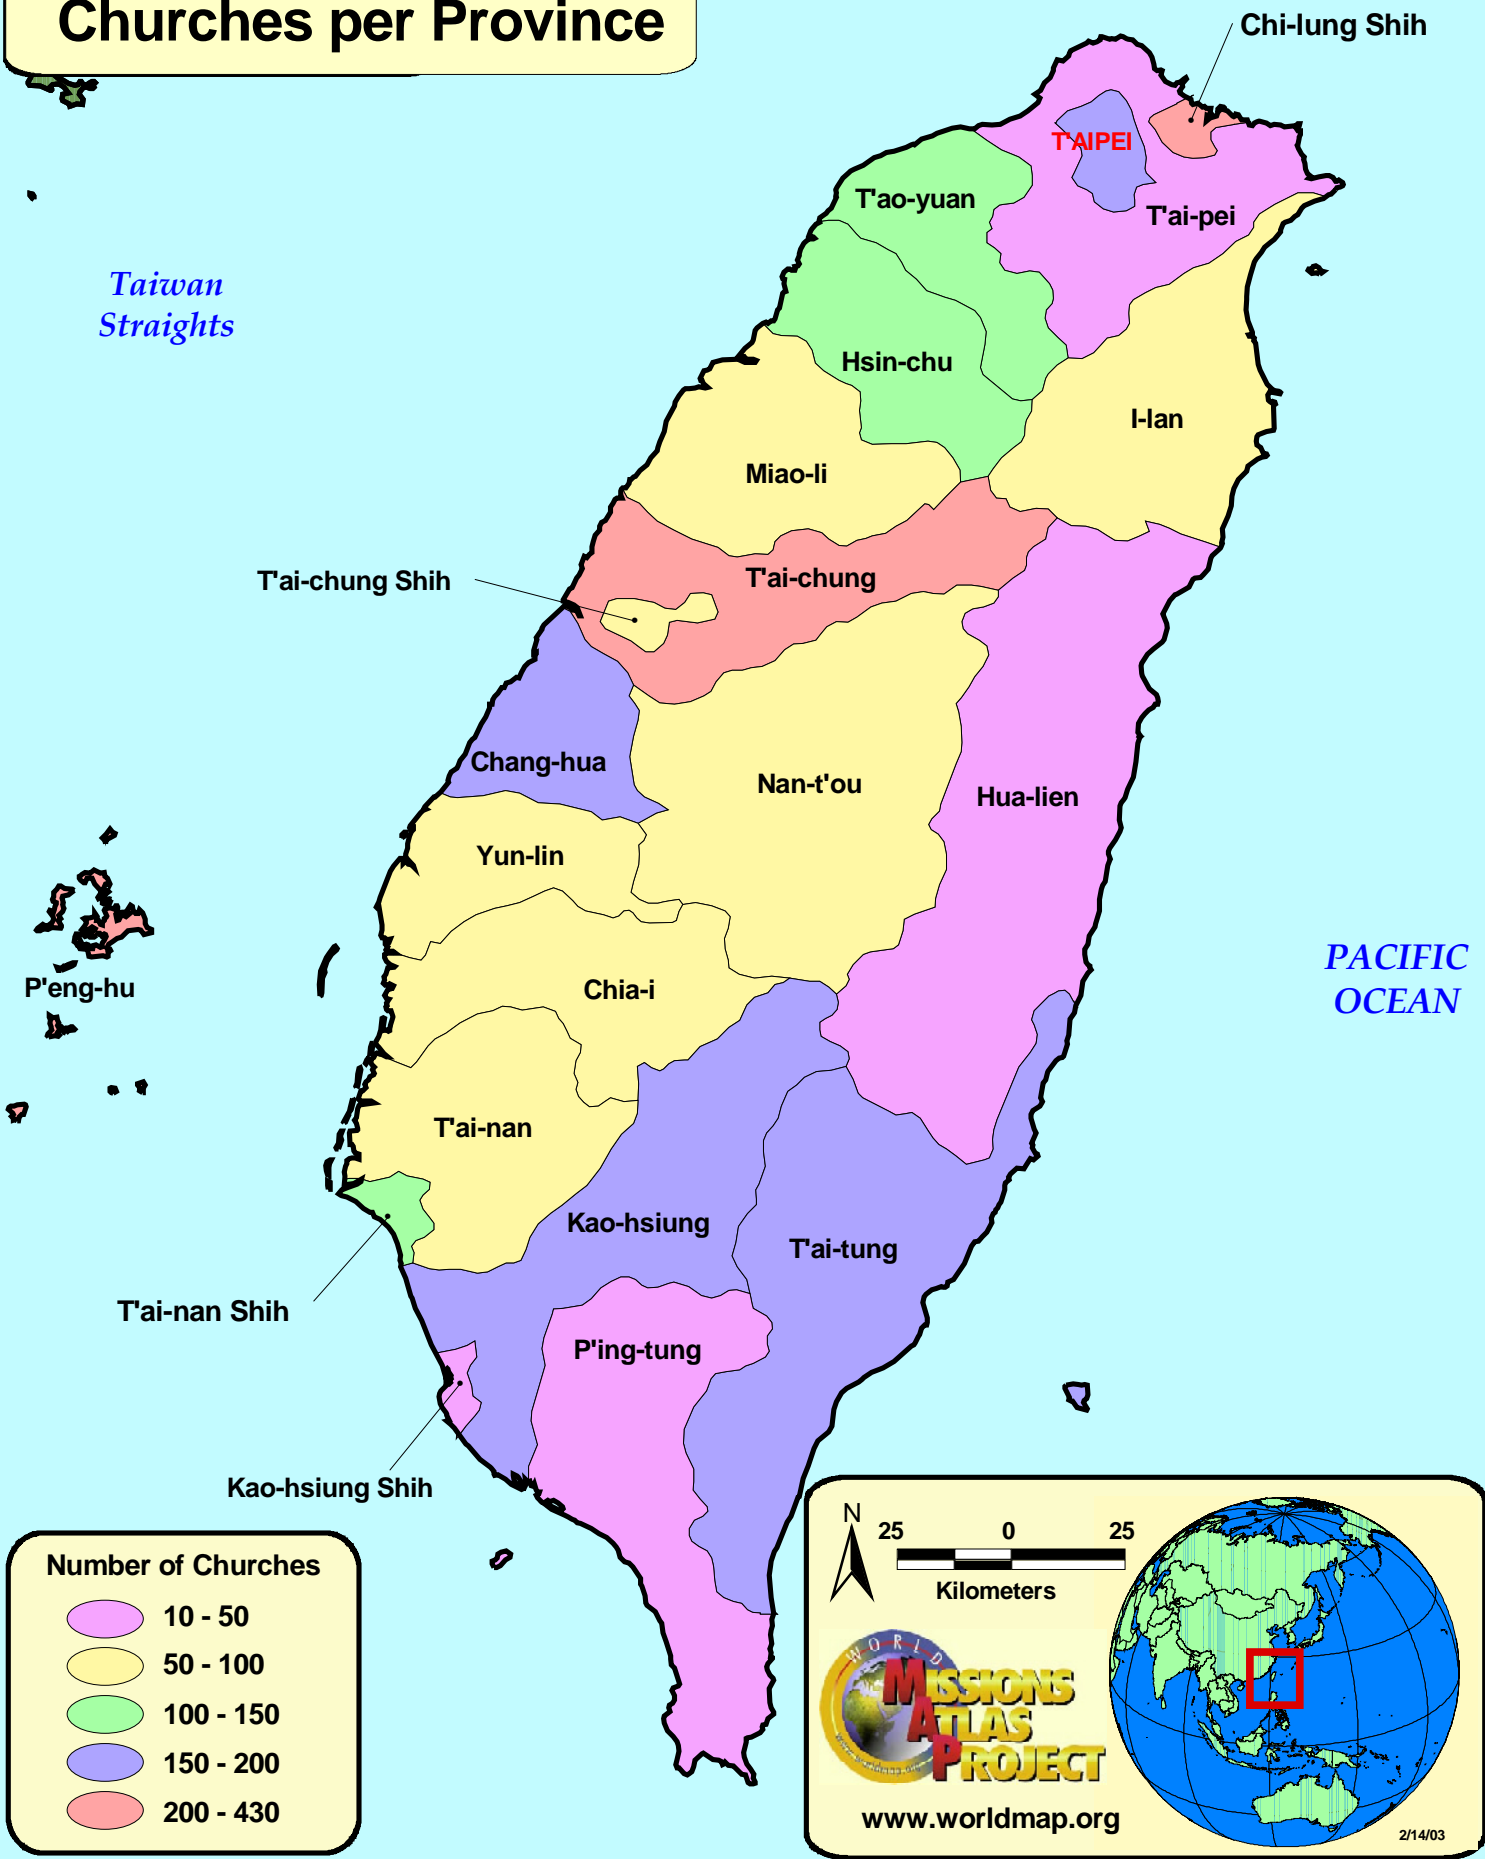 Churches per Province
Chi-lung Shih
T'AIPEI
T'ao-yuan
T'ai-pei
Taiwan
Straights
Hsin-chu
I-lan
Miao-li
T'ai-chung Shih
T'ai-chung
Chang-hua
Nan-t'ou
Hua-lien
Yun-lin
P'eng-hu
Chia-i
PACIFIC
OCEAN
T'ai-nan
Kao-hsiung
T'ai-tung
T'ai-nan Shih
P'ing-tung
Kao-hsiung Shih
Number of Churches
10 - 50
50 - 100
100 - 150
150 - 200
200 - 430
N
25 0 25
Kilometers
WORLD
MISSIONS
ATLAS
PROJECT
www.worldmap.org
2/14/03